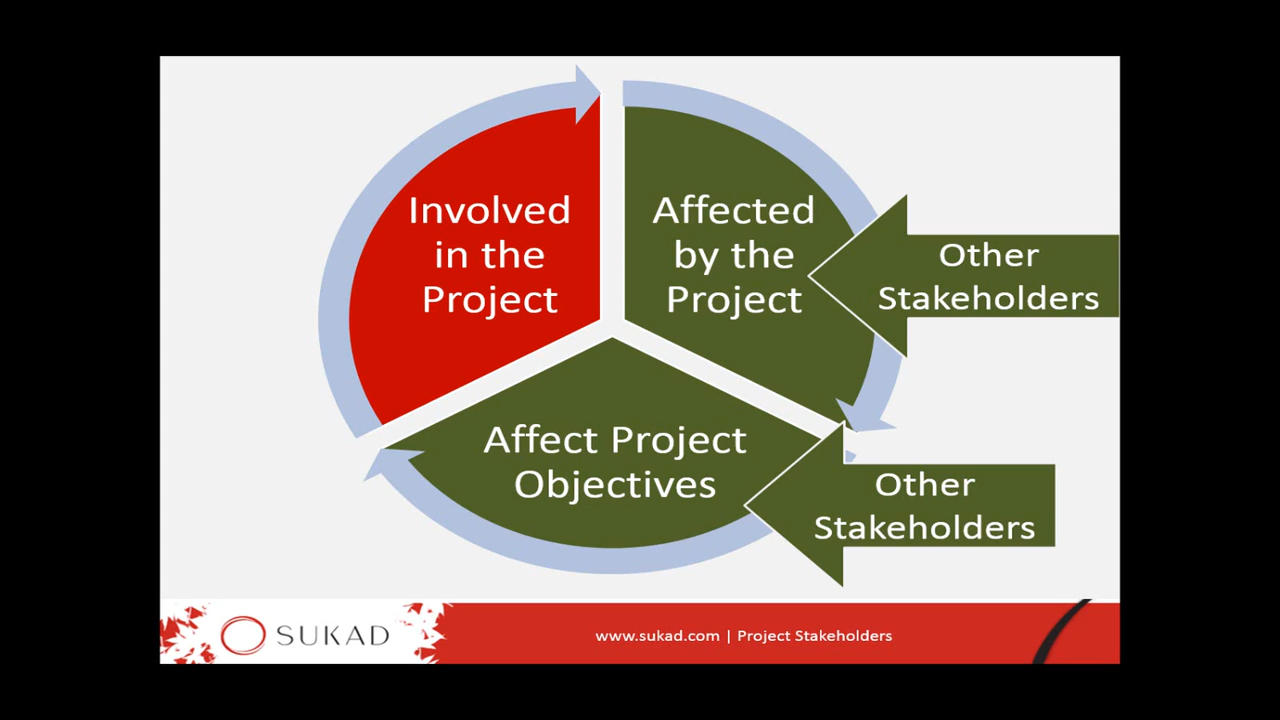 Involved
in the
Project
Affected
by the
Project
Other
Stakeholders
Affect Project
Objectives
Other
Stakeholders
SUKAD
www.sukad.com | Project Stakeholders